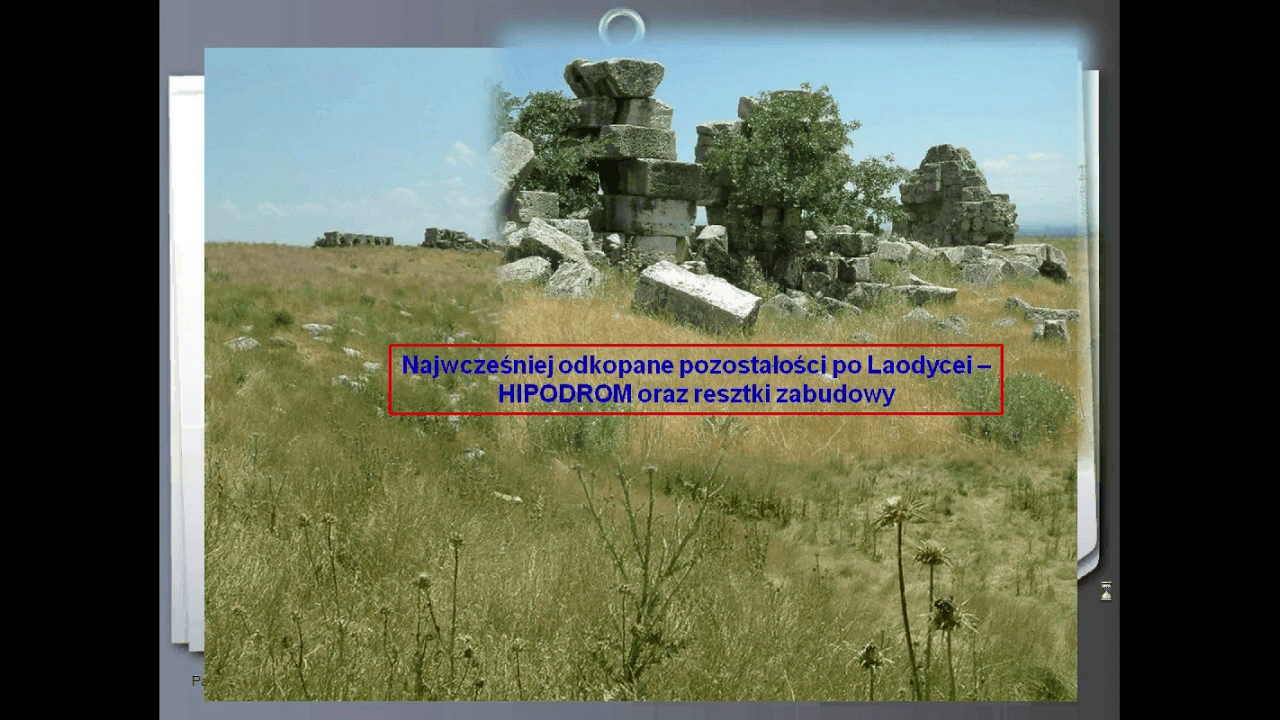 Najwcześniej odkopane pozostałości po Laodycei –
HIPODROM oraz resztki zabudowy